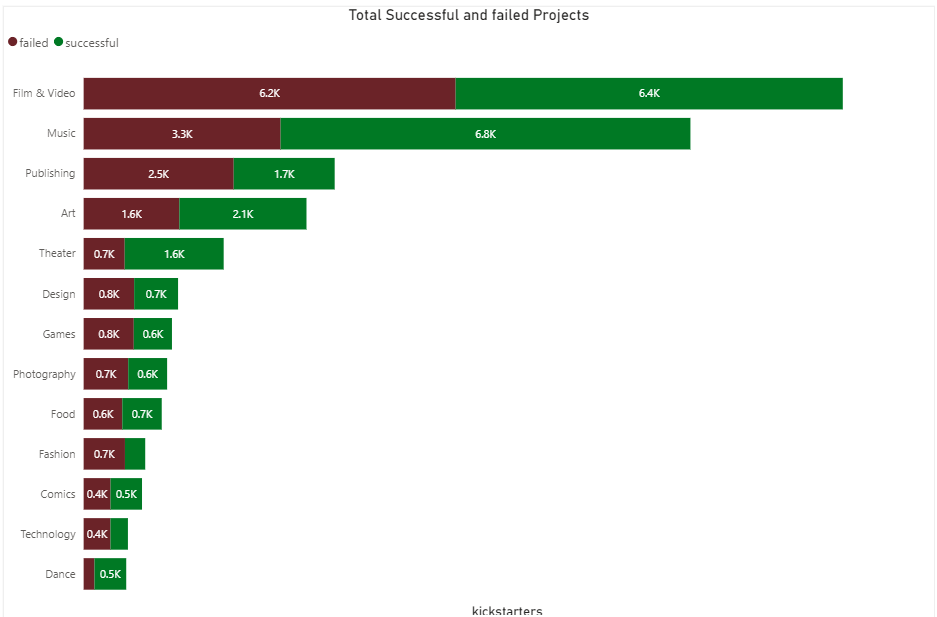 Total Successful and failed Projects
failed successful
Film & Video 6.2K 6.4K
Music 3.3K 6.8K
Publishing 2.5K 1.7K
Art 1.6K 2.1K
Theater 0.7K 1.6K
Design 0.8K 0.7K
Games 0.8K 0.6K
Photography 0.7K 0.6K
Food 0.6K 0.7K
Fashion 0.7K
Comics 0.4K 0.5K
Technology 0.4K
Dance 0.5K
kickstarters